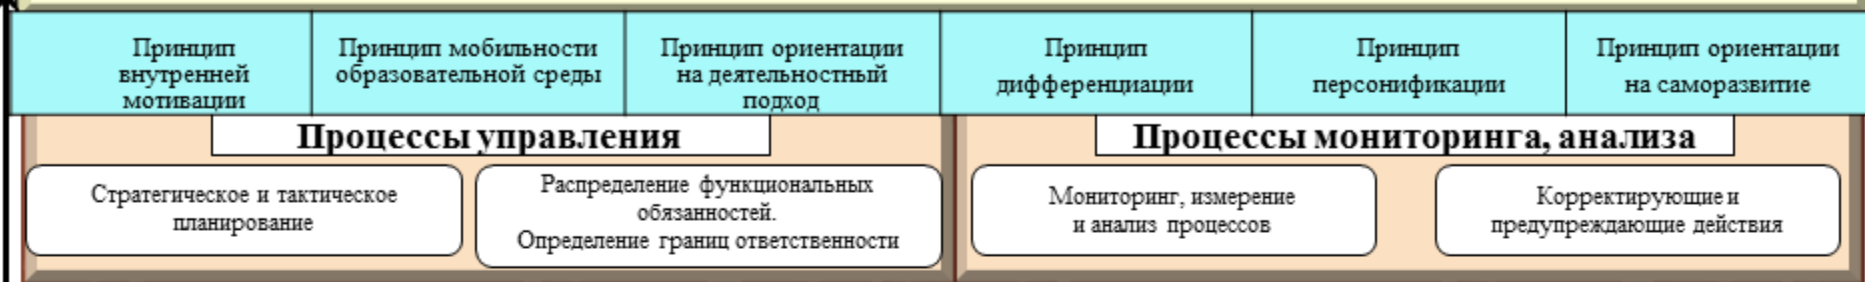 Принцип
внутренней
мотивации
Принцип мобильности
образовательной среды
Принцип ориентации
на деятельностный
подход
Принцип
дифференциации
Принцип
персонификации
Принцип ориентации
на саморазвитие
Процессы управления
Стратегическое и тактическое
планирование
Распределение функциональных
обязанностей.
Определение границ ответственности
Процессы мониторинга, анализа
Мониторинг, измерение
и анализ процессов
Корректирующие и
предупреждающие действия